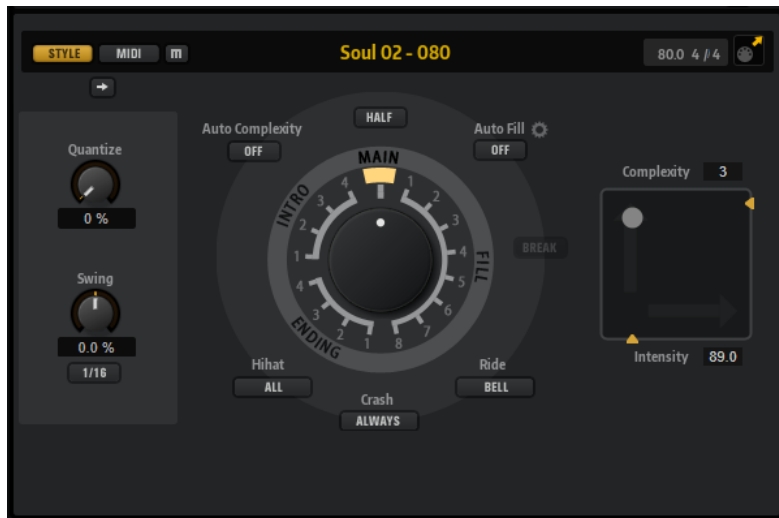 STYLE MIDI m Soul 02 - 080 80.0 4 / 4
HALF
Auto Complexity Auto Fill
OFF OFF
MAIN
Quantize
0 %
INTRO
1 2 3 4
FILL
1 2 3 4 5 6 7 8
ENDING
1 2 3 4
BREAK
Complexity 3
Swing
0.0 %
1/16
Hihat
ALL
Ride
BELL
Crash
ALWAYS
Intensity 89.0